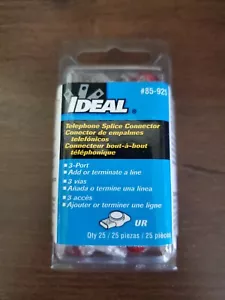 #85-925
IDEAL®
Telephone Splice Connector
Conector de empalmes
telefónicos
Connecteur bout-à-bout
téléphonique
▪ 3-Port
▪ Add or terminate a line
▪ 3 vías
▪ Añada o termine una línea
▪ 3 accès
▪ Ajouter or terminer une ligne
UR
Qty 25 / 25 piezas / 25 pièces